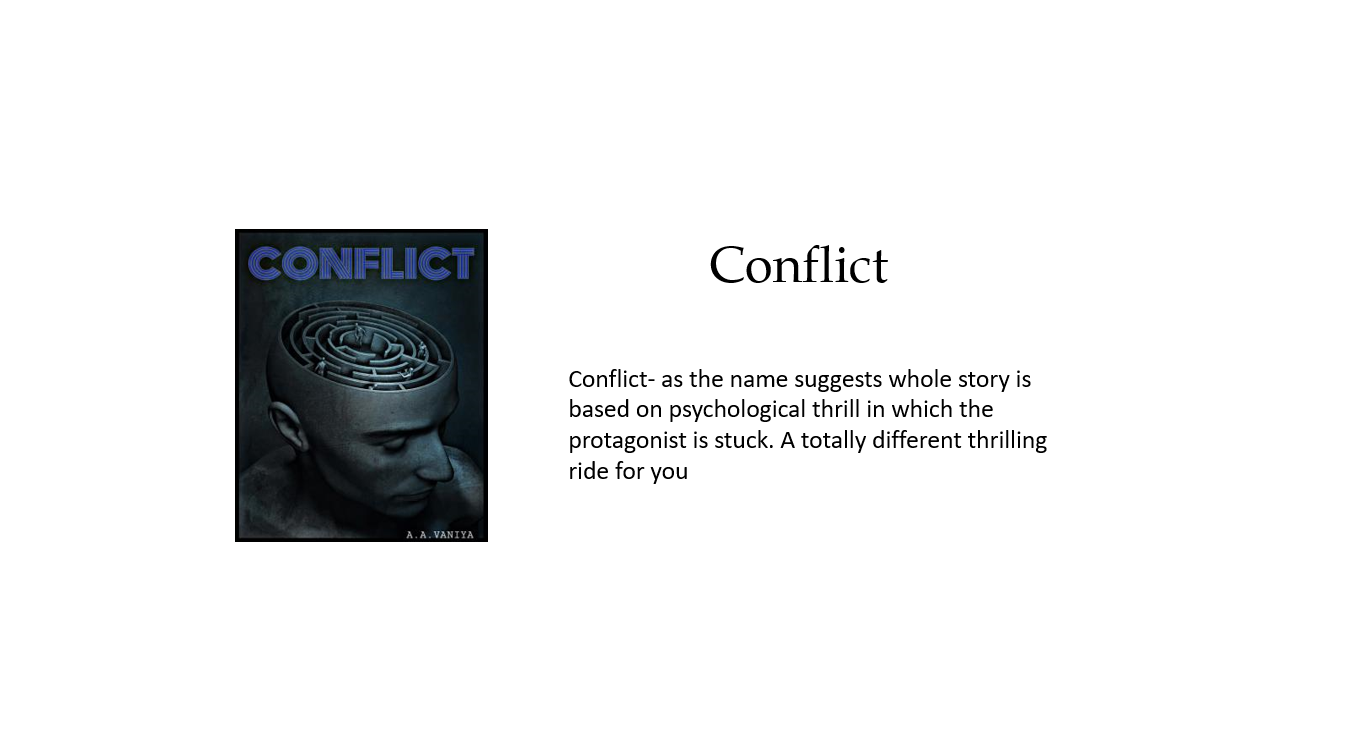 CONFLICT
A.A.VANIYA
Conflict
Conflict- as the name suggests whole story is
based on psychological thrill in which the
protagonist is stuck. A totally different thrilling
ride for you